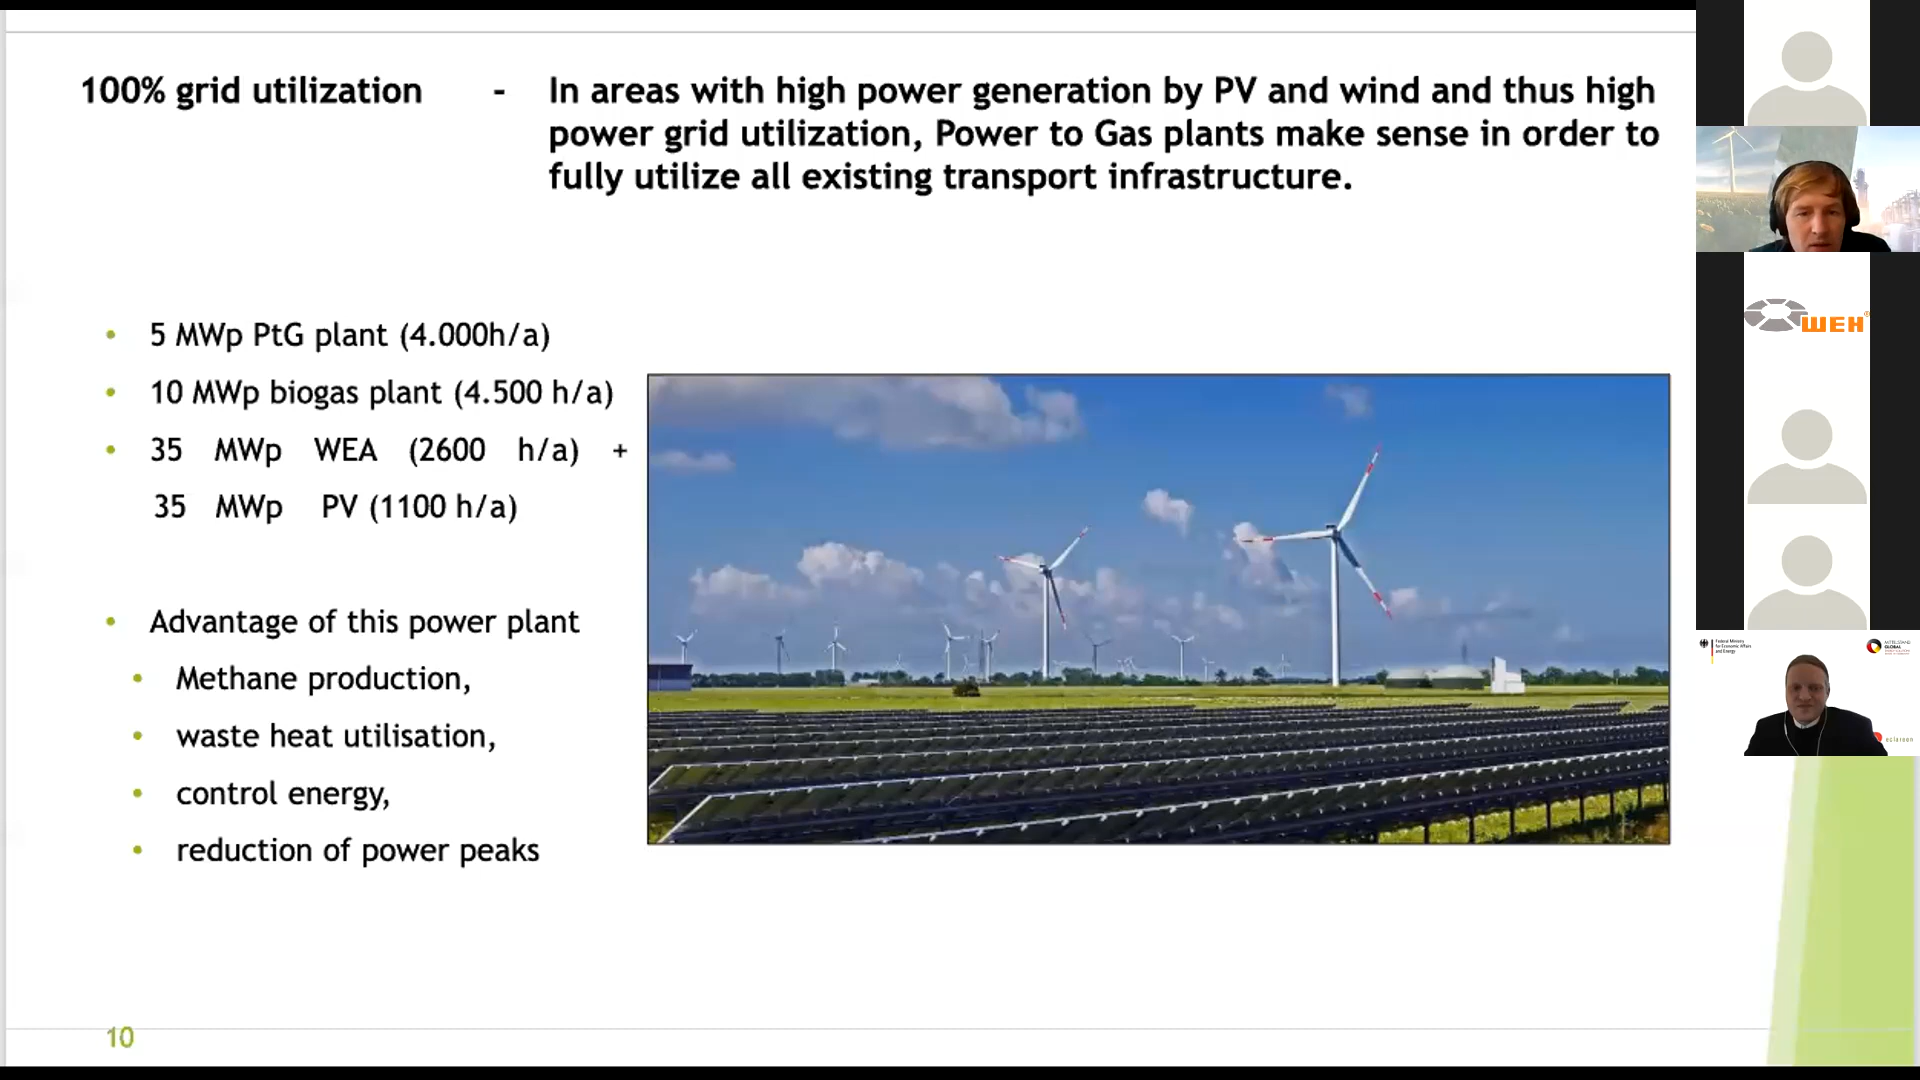 100% grid utilization - In areas with high power generation by PV and wind and thus high
power grid utilization, Power to Gas plants make sense in order to
fully utilize all existing transport infrastructure.
• 5 MWp PtG plant (4.000h/a)
• 10 MWp biogas plant (4.500 h/a)
• 35 MWp WEA (2600 h/a) +
35 MWp PV (1100 h/a)
• Advantage of this power plant
• Methane production,
• waste heat utilisation,
• control energy,
• reduction of power peaks
10
WEH®
Federal Ministry
for Economic Affairs
and Energy
MITTELSTAND
GLOBAL
eclareon